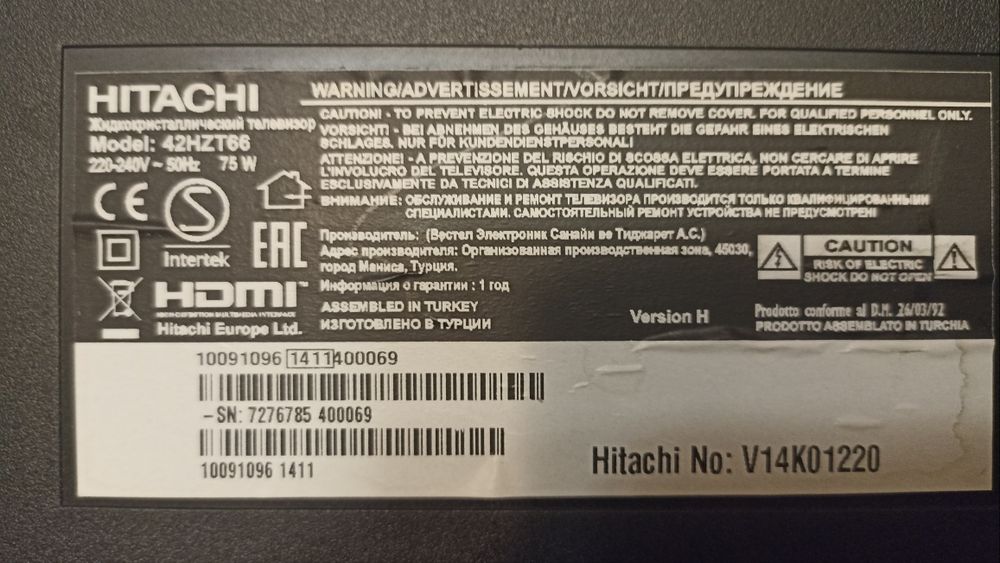 HITACHI
Жидкокристаллический телевизор
Model: 42HZT66
220-240V ~ 50Hz 75 W
CE
S
Intertek
EAC
HDMI™
HIGH-DEFINITION MULTIMEDIA INTERFACE
Hitachi Europe Ltd.
WARNING/ADVERTISSEMENT/VORSICHT/ПРЕДУПРЕЖДЕНИЕ
CAUTION! - TO PREVENT ELECTRIC SHOCK DO NOT REMOVE COVER. FOR QUALIFIED PERSONNEL ONLY.
VORSICHT! - BEI ABNEHMEN DES GEHÄUSES BESTEHT DIE GEFAHR EINES ELEKTRISCHEN
SCHLAGES. NUR FÜR KUNDENDIENSTPERSONAL!
ATTENZIONE! - A PREVENZIONE DEL RISCHIO DI SCOSSA ELETTRICA, NON CERCARE DI APRIRE
L'INVOLUCRO DEL TELEVISORE. QUESTA OPERAZIONE DEVE ESSERE PORTATA A TERMINE
ESCLUSIVAMENTE DA TECNICI DI ASSISTENZA QUALIFICATI.
ВНИМАНИЕ: ОБСЛУЖИВАНИЕ И РЕМОНТ ТЕЛЕВИЗОРА ПРОИЗВОДИТСЯ ТОЛЬКО КВАЛИФИЦИРОВАННЫМИ
СПЕЦИАЛИСТАМИ. САМОСТОЯТЕЛЬНЫЙ РЕМОНТ УСТРОЙСТВА НЕ ПРЕДУСМОТРЕН!
Производитель: (Вестел Электроник Санайи ве Тиджарет А.С.)
Адрес производителя: Организованная производственная зона, 45030,
город Маниса, Турция.
Информация о гарантии : 1 год
ASSEMBLED IN TURKEY
ИЗГОТОВЛЕНО В ТУРЦИИ
Version H
CAUTION
RISK OF ELECTRIC
SHOCK DO NOT OPEN
Prodotto conforme al D.M. 26/03/92
PRODOTTO ASSEMBLATO IN TURCHIA
10091096 1411400069
-SN: 7276785 400069
10091096 1411
Hitachi No: V14K01220